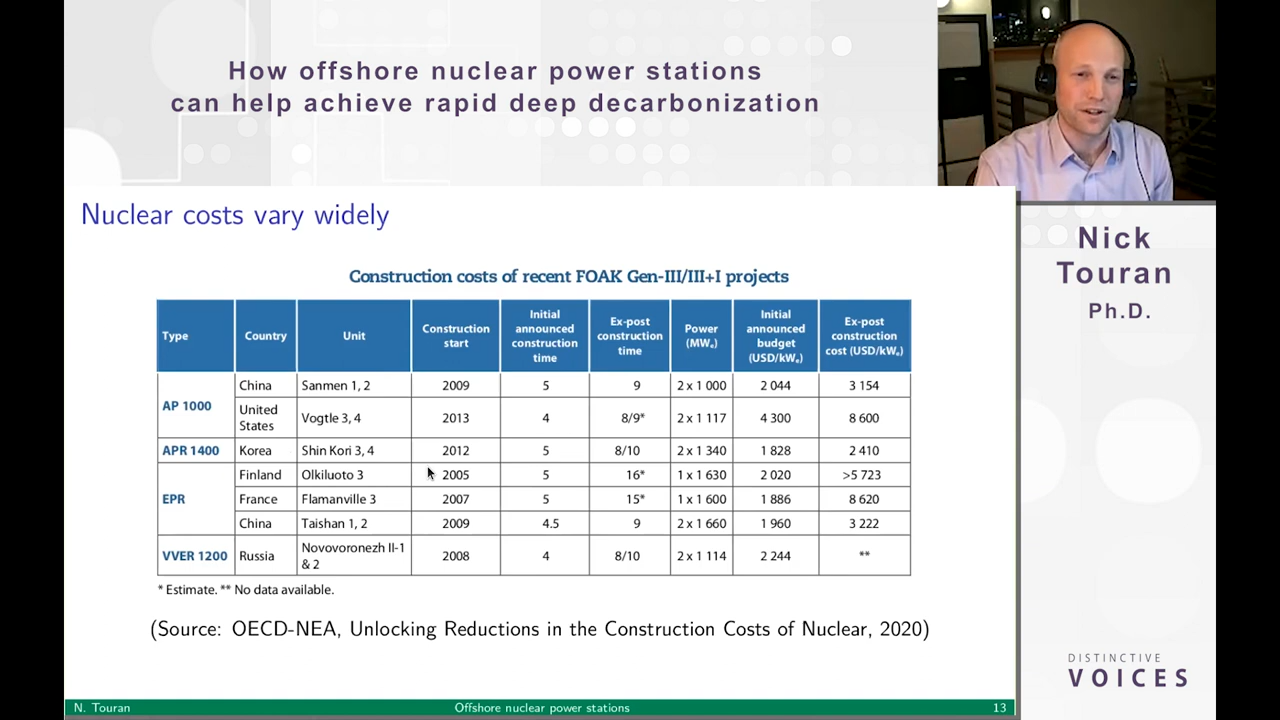 How offshore nuclear power stations
can help achieve rapid deep decarbonization
Nuclear costs vary widely
Construction costs of recent FOAK Gen-III/III+I projects
Type Country Unit Construction start Initial announced construction time Ex-post construction time Power (MWe) Initial announced budget (USD/kWe) Ex-post construction cost (USD/kWe)
AP 1000 China Sanmen 1, 2 2009 5 9 2 x 1 000 2 044 3 154
United States Vogtle 3, 4 2013 4 8/9* 2 x 1 117 4 300 8 600
APR 1400 Korea Shin Kori 3, 4 2012 5 8/10 2 x 1 340 1 828 2 410
EPR Finland Olkiluoto 3 2005 5 16* 1 x 1 630 2 020 >5 723
France Flamanville 3 2007 5 15* 1 x 1 600 1 886 8 620
China Taishan 1, 2 2009 4.5 9 2 x 1 660 1 960 3 222
VVER 1200 Russia Novovoronezh II-1 & 2 2008 4 8/10 2 x 1 114 2 244 **
* Estimate. ** No data available.
(Source: OECD-NEA, Unlocking Reductions in the Construction Costs of Nuclear, 2020)
N. Touran Offshore nuclear power stations 13
Nick
Touran
Ph.D.
DISTINCTIVE
VOICES